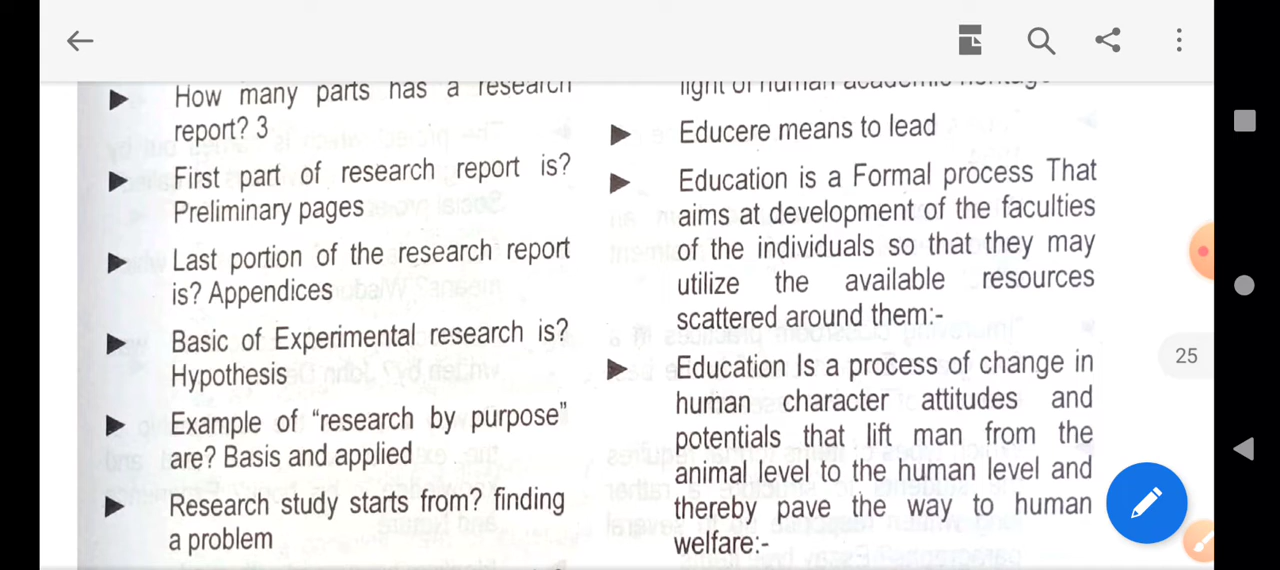 How many parts has a research
report? 3
First part of research report is?
Preliminary pages
Last portion of the research report
is? Appendices
Basic of Experimental research is?
Hypothesis
Example of “research by purpose”
are? Basis and applied
Research study starts from? finding
a problem
light of human academic heritage
Educere means to lead
Education is a Formal process That
aims at development of the faculties
of the individuals so that they may
utilize the available resources
scattered around them:-
Education Is a process of change in
human character attitudes and
potentials that lift man from the
animal level to the human level and
thereby pave the way to human
welfare:-
25